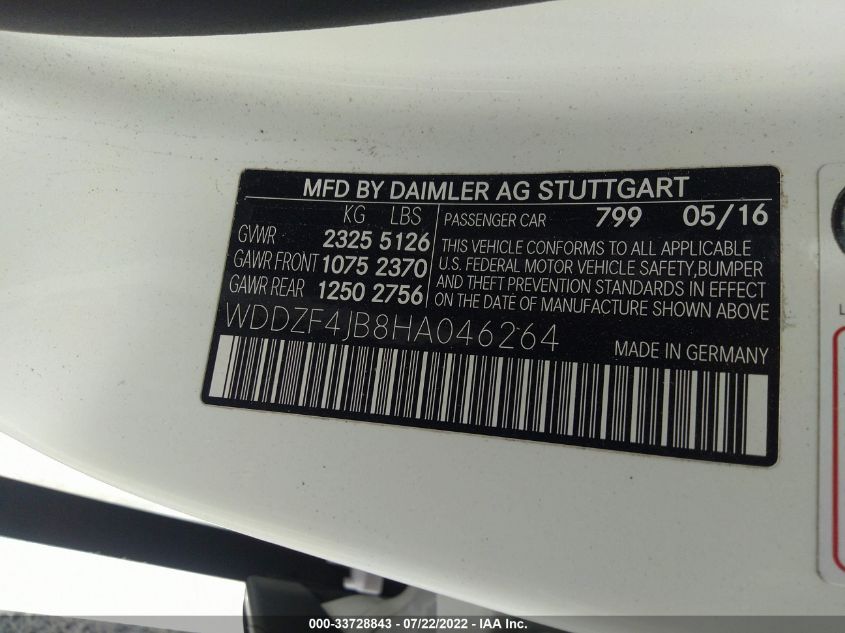 MFD BY DAIMLER AG STUTTGART
KG LBS
GVWR 2325 5126
GAWR FRONT 1075 2370
GAWR REAR 1250 2756
PASSENGER CAR 799 05/16
THIS VEHICLE CONFORMS TO ALL APPLICABLE
U.S. FEDERAL MOTOR VEHICLE SAFETY, BUMPER
AND THEFT PREVENTION STANDARDS IN EFFECT
ON THE DATE OF MANUFACTURE SHOWN ABOVE
WDDZF4JB8HA046264
MADE IN GERMANY
000-33728843 - 07/22/2022 - IAA Inc.